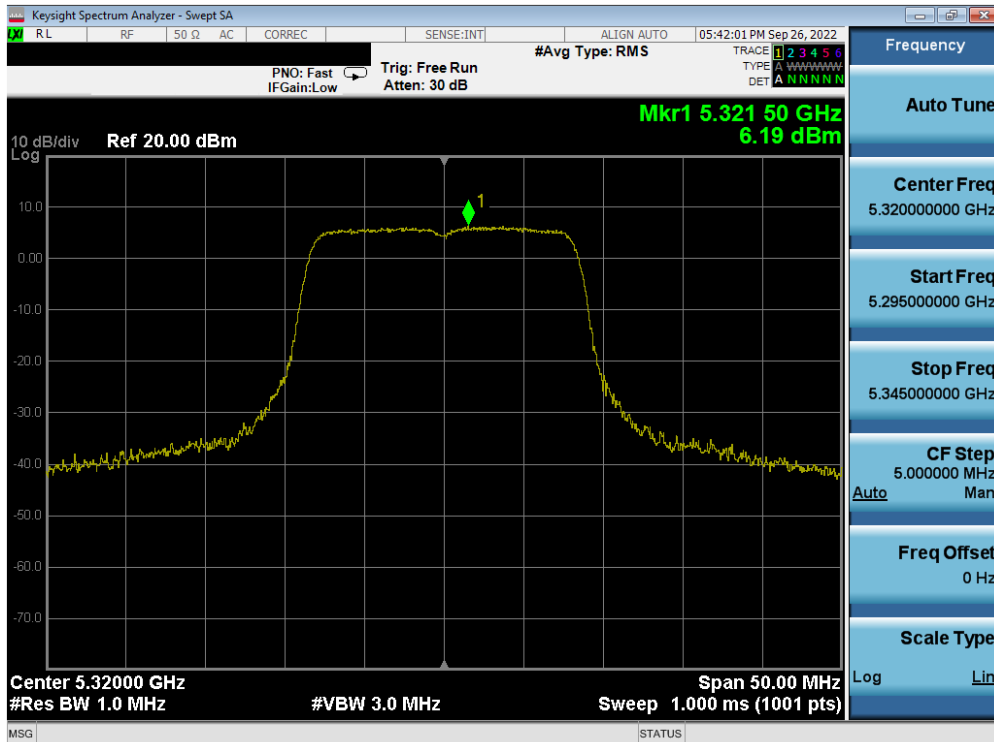 Keysight Spectrum Analyzer - Swept SA
LXI RL RF 50 Ω AC CORREC SENSE:INT ALIGN AUTO 05:42:01 PM Sep 26, 2022
#Avg Type: RMS
TRACE 1 2 3 4 5 6
TYPE A WWWWW
DET A N N N N N
PNO: Fast
IFGain:Low
Trig: Free Run
Atten: 30 dB
Mkr1 5.321 50 GHz
6.19 dBm
10 dB/div
Log
Ref 20.00 dBm
1
10.0
0.00
-10.0
-20.0
-30.0
-40.0
-50.0
-60.0
-70.0
Center 5.32000 GHz
#Res BW 1.0 MHz
#VBW 3.0 MHz
Span 50.00 MHz
Sweep 1.000 ms (1001 pts)
MSG
STATUS
Frequency
Auto Tune
Center Freq
5.320000000 GHz
Start Freq
5.295000000 GHz
Stop Freq
5.345000000 GHz
CF Step
5.000000 MHz
Auto Man
Freq Offset
0 Hz
Scale Type
Log Lin